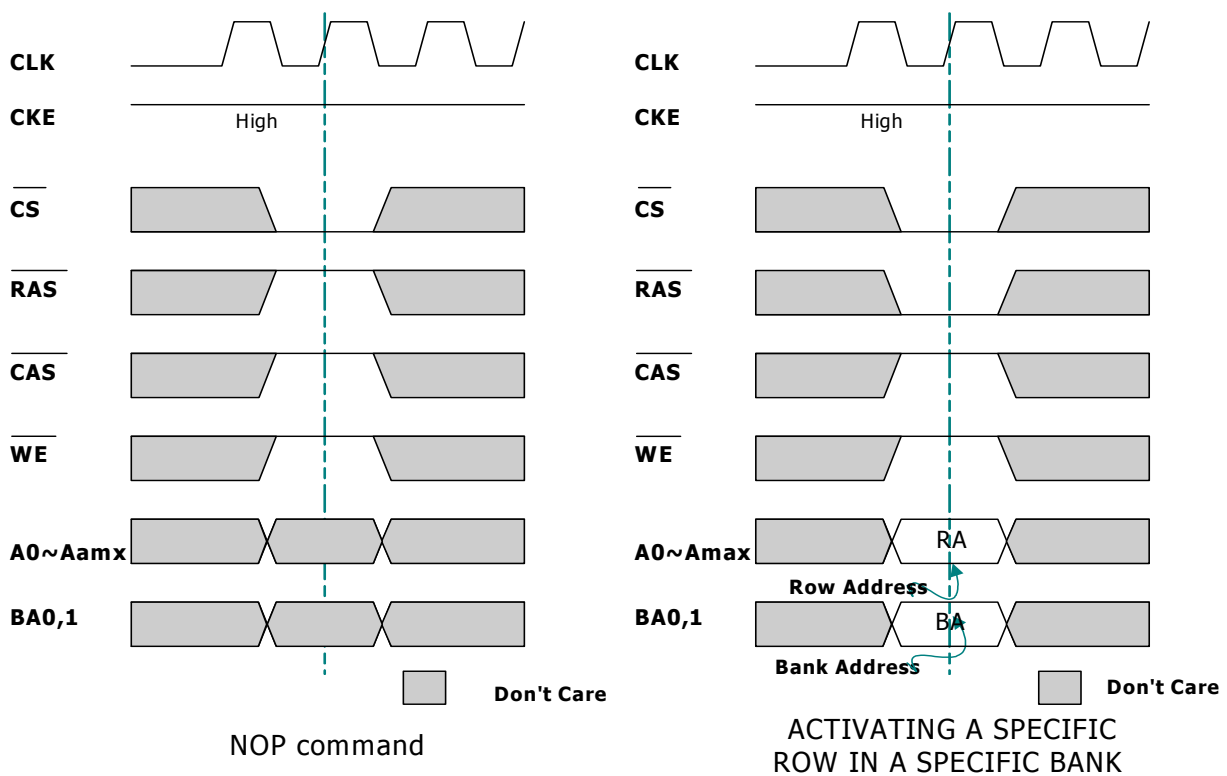 CLK
CKE
High
CS
RAS
CAS
WE
A0~Aamx
BA0,1
Don't Care
NOP command
CLK
CKE
High
CS
RAS
CAS
WE
A0~Amax
RA
Row Address
BA0,1
BA
Bank Address
Don't Care
ACTIVATING A SPECIFIC
ROW IN A SPECIFIC BANK